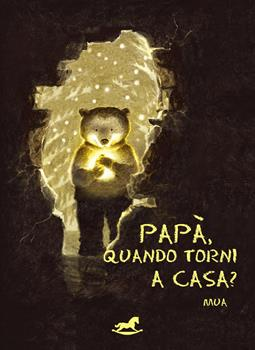 PAPÀ,
QUANDO TORNI
A CASA?
MUA